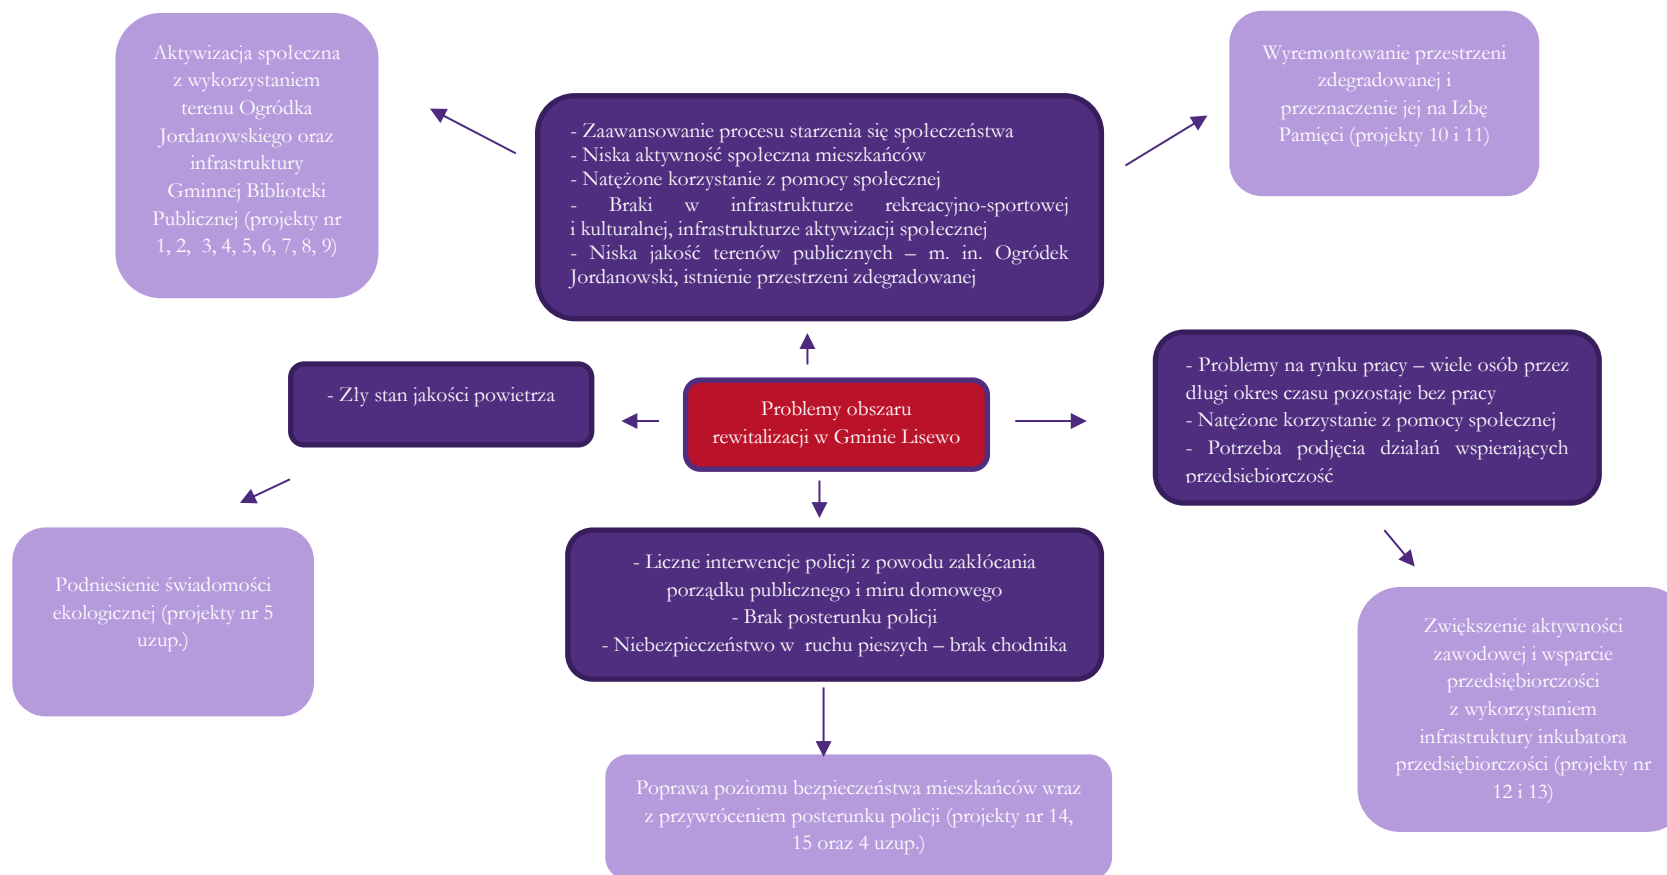 Aktywizacja społeczna
z wykorzystaniem
terenu Ogródka
Jordanowskiego oraz
infrastruktury
Gminnej Biblioteki
Publicznej (projekty nr
1, 2, 3, 4, 5, 6, 7, 8, 9)
- Zaawansowanie procesu starzenia się społeczeństwa
- Niska aktywność społeczna mieszkańców
- Natężone korzystanie z pomocy społecznej
- Braki w infrastrukturze rekreacyjno-sportowej
i kulturalnej, infrastrukturze aktywizacji społecznej
- Niska jakość terenów publicznych – m. in. Ogródek
Jordanowski, istnienie przestrzeni zdegradowanej
Wyremontowanie przestrzeni
zdegradowanej i
przeznaczenie jej na Izbę
Pamięci (projekty 10 i 11)
- Zły stan jakości powietrza
Problemy obszaru
rewitalizacji w Gminie Lisewo
- Problemy na rynku pracy – wiele osób przez
długi okres czasu pozostaje bez pracy
- Natężone korzystanie z pomocy społecznej
- Potrzeba podjęcia działań wspierających
przedsiębiorczość
Podniesienie świadomości
ekologicznej (projekty nr 5
uzup.)
- Liczne interwencje policji z powodu zakłócania
porządku publicznego i miru domowego
- Brak posterunku policji
- Niebezpieczeństwo w ruchu pieszych – brak chodnika
Zwiększenie aktywności
zawodowej i wsparcie
przedsiębiorczości
z wykorzystaniem
infrastruktury inkubatora
przedsiębiorczości (projekty nr
12 i 13)
Poprawa poziomu bezpieczeństwa mieszkańców wraz
z przywróceniem posterunku policji (projekty nr 14,
15 oraz 4 uzup.)